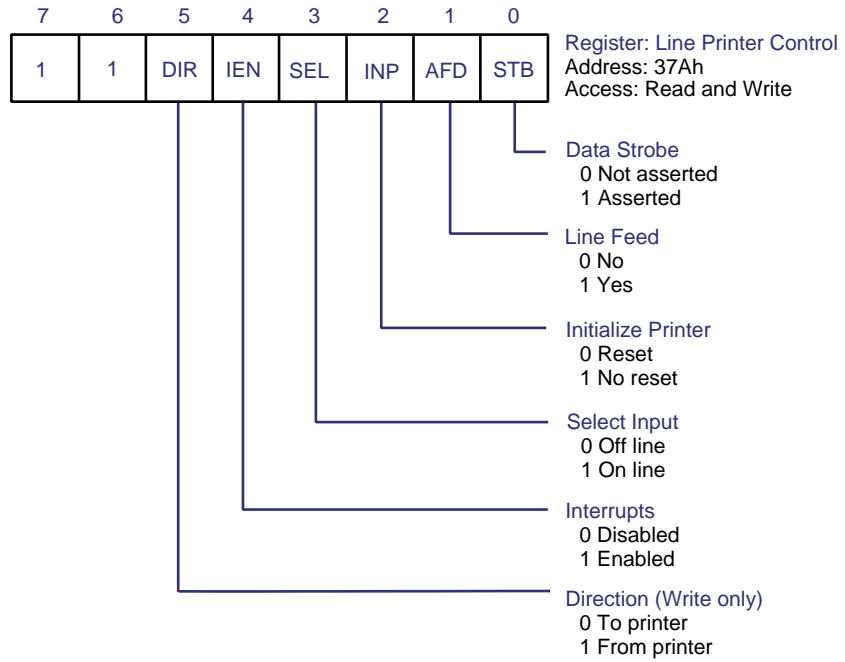 7 6 5 4 3 2 1 0
1 1 DIR IEN SEL INP AFD STB
Register: Line Printer Control
Address: 37Ah
Access: Read and Write
Data Strobe
0 Not asserted
1 Asserted
Line Feed
0 No
1 Yes
Initialize Printer
0 Reset
1 No reset
Select Input
0 Off line
1 On line
Interrupts
0 Disabled
1 Enabled
Direction (Write only)
0 To printer
1 From printer